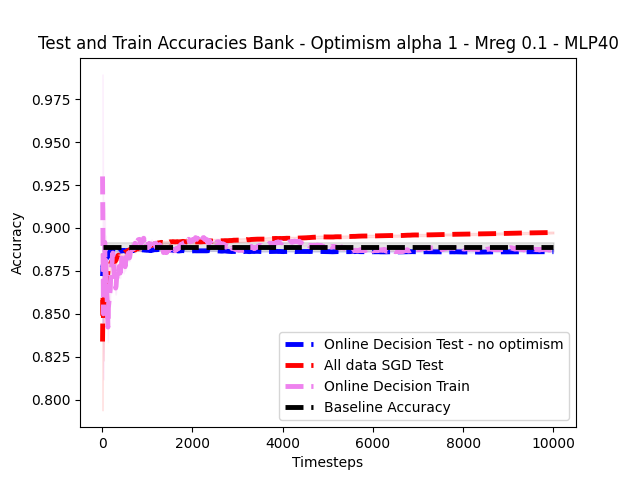 Test and Train Accuracies Bank - Optimism alpha 1 - Mreg 0.1 - MLP40
0.975
0.950
0.925
0.900
0.875
0.850
0.825
0.800
Accuracy
Online Decision Test - no optimism
All data SGD Test
Online Decision Train
Baseline Accuracy
0
2000
4000
6000
8000
10000
Timesteps